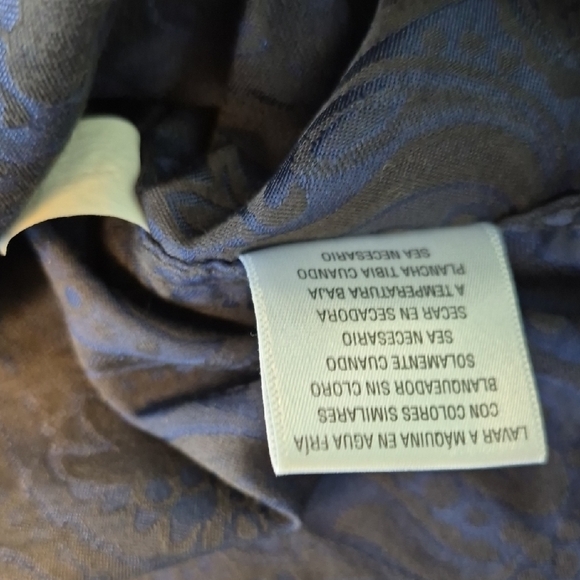 LAVAR A MÁQUINA EN AGUA FRÍA
CON COLORES SIMILARES
BLANQUEADOR SIN CLORO
SOLAMENTE CUANDO
SEA NECESARIO
SECAR EN SECADORA
A TEMPERATURA BAJA
PLANCHA TIBIA CUANDO
SEA NECESARIO